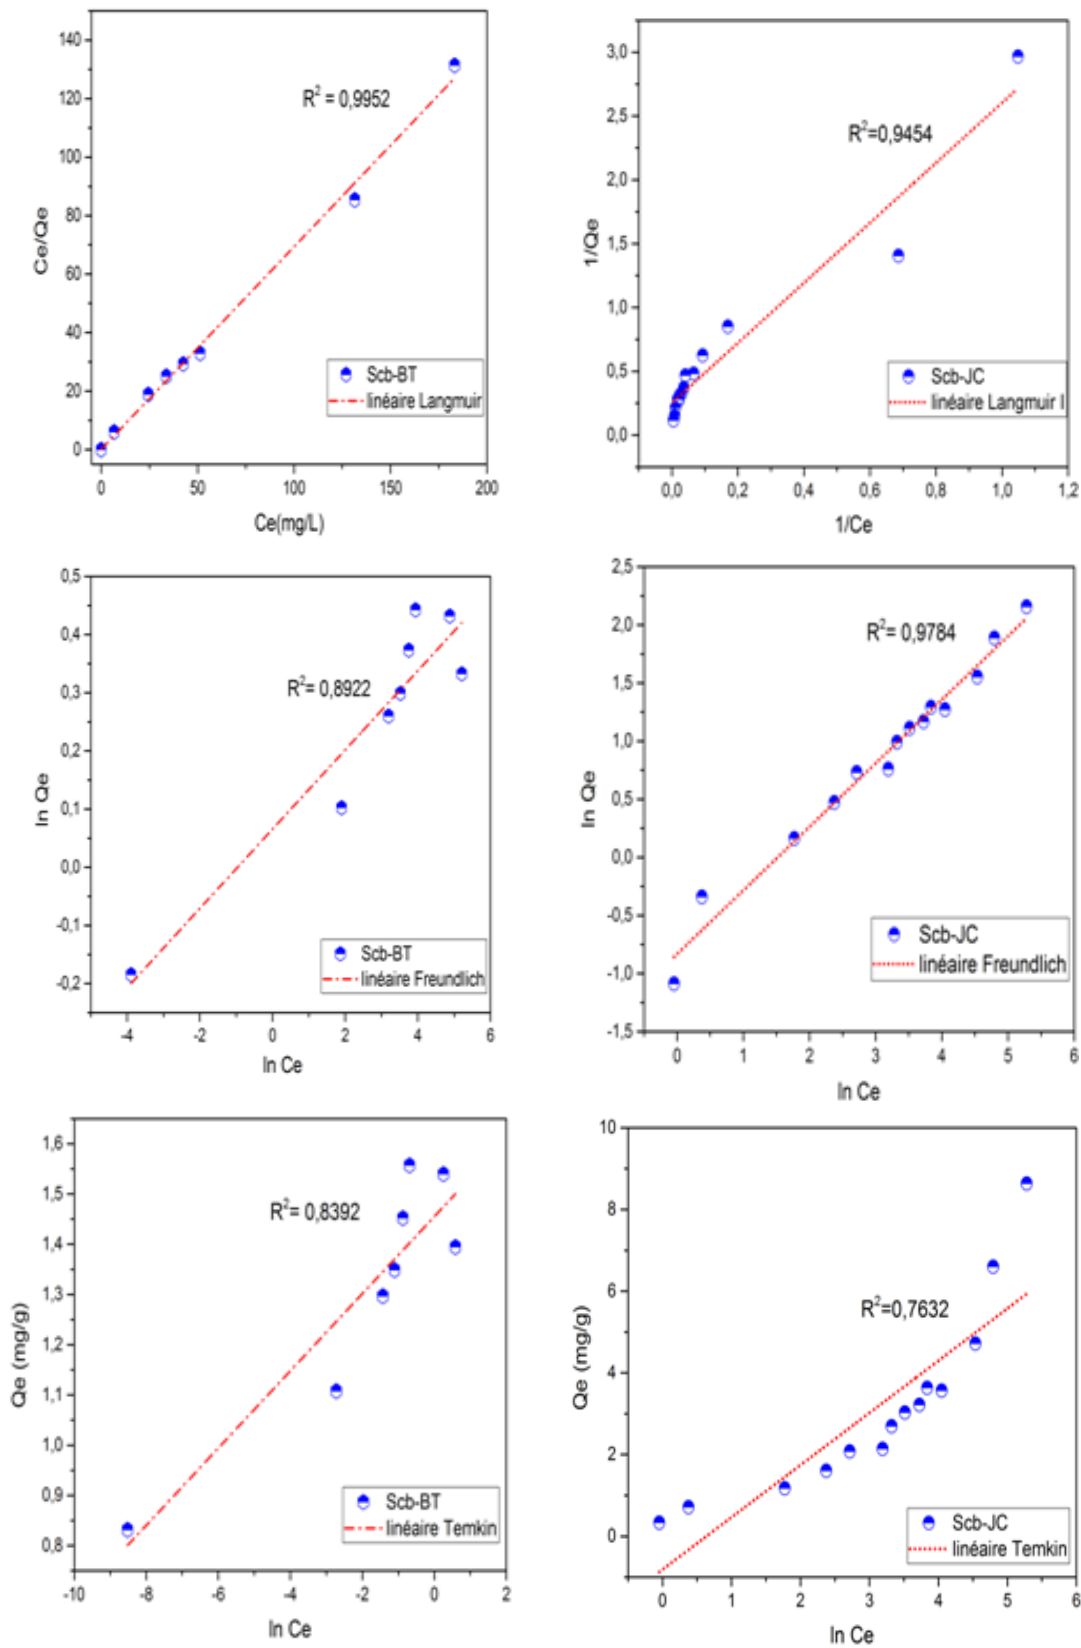 140
120
100
80
60
40
20
0
Ce/Qe
R² = 0,9952
Scb-BT
linéaire Langmuir
0 50 100 150 200
Ce(mg/L)
3,0
2,5
2,0
1,5
1,0
0,5
0,0
1/Qe
R²=0,9454
Scb-JC
linéaire Langmuir I
0,0 0,2 0,4 0,6 0,8 1,0 1,2
1/Ce
0,5
0,4
0,3
0,2
0,1
0,0
-0,1
-0,2
ln Qe
R²= 0,8922
Scb-BT
linéaire Freundlich
-4 -2 0 2 4 6
ln Ce
2,5
2,0
1,5
1,0
0,5
0,0
-0,5
-1,0
-1,5
ln Qe
R²= 0,9784
Scb-JC
linéaire Freundlich
0 1 2 3 4 5 6
ln Ce
1,6
1,5
1,4
1,3
1,2
1,1
1,0
0,9
0,8
Qe (mg/g)
R²= 0,8392
Scb-BT
linéaire Temkin
-10 -8 -6 -4 -2 0 2
ln Ce
10
8
6
4
2
0
Qe (mg/g)
R²=0,7632
Scb-JC
linéaire Temkin
0 1 2 3 4 5 6
ln Ce